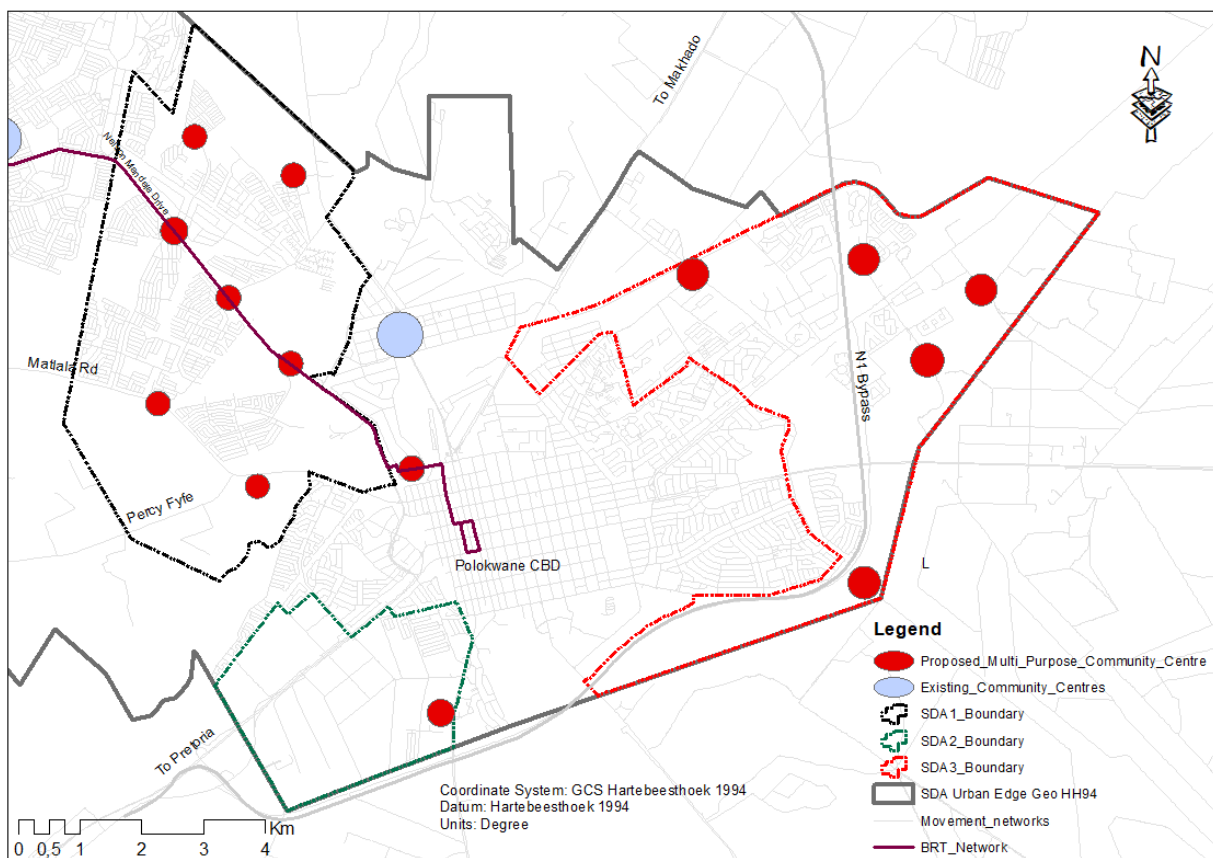 N
To Makhado
Nelson Mandela Drive
Matlala Rd
N1 Bypass
Percy Fyfe
Polokwane CBD
L
To Pretoria
Legend
Proposed_Multi_Purpose_Community_Centre
Existing_Community_Centres
SDA1_Boundary
SDA2_Boundary
SDA3_Boundary
SDA Urban Edge Geo HH94
Movement_networks
BRT_Network
Coordinate System: GCS Hartebeesthoek 1994
Datum: Hartebeesthoek 1994
Units: Degree
Km
0 0,5 1 2 3 4